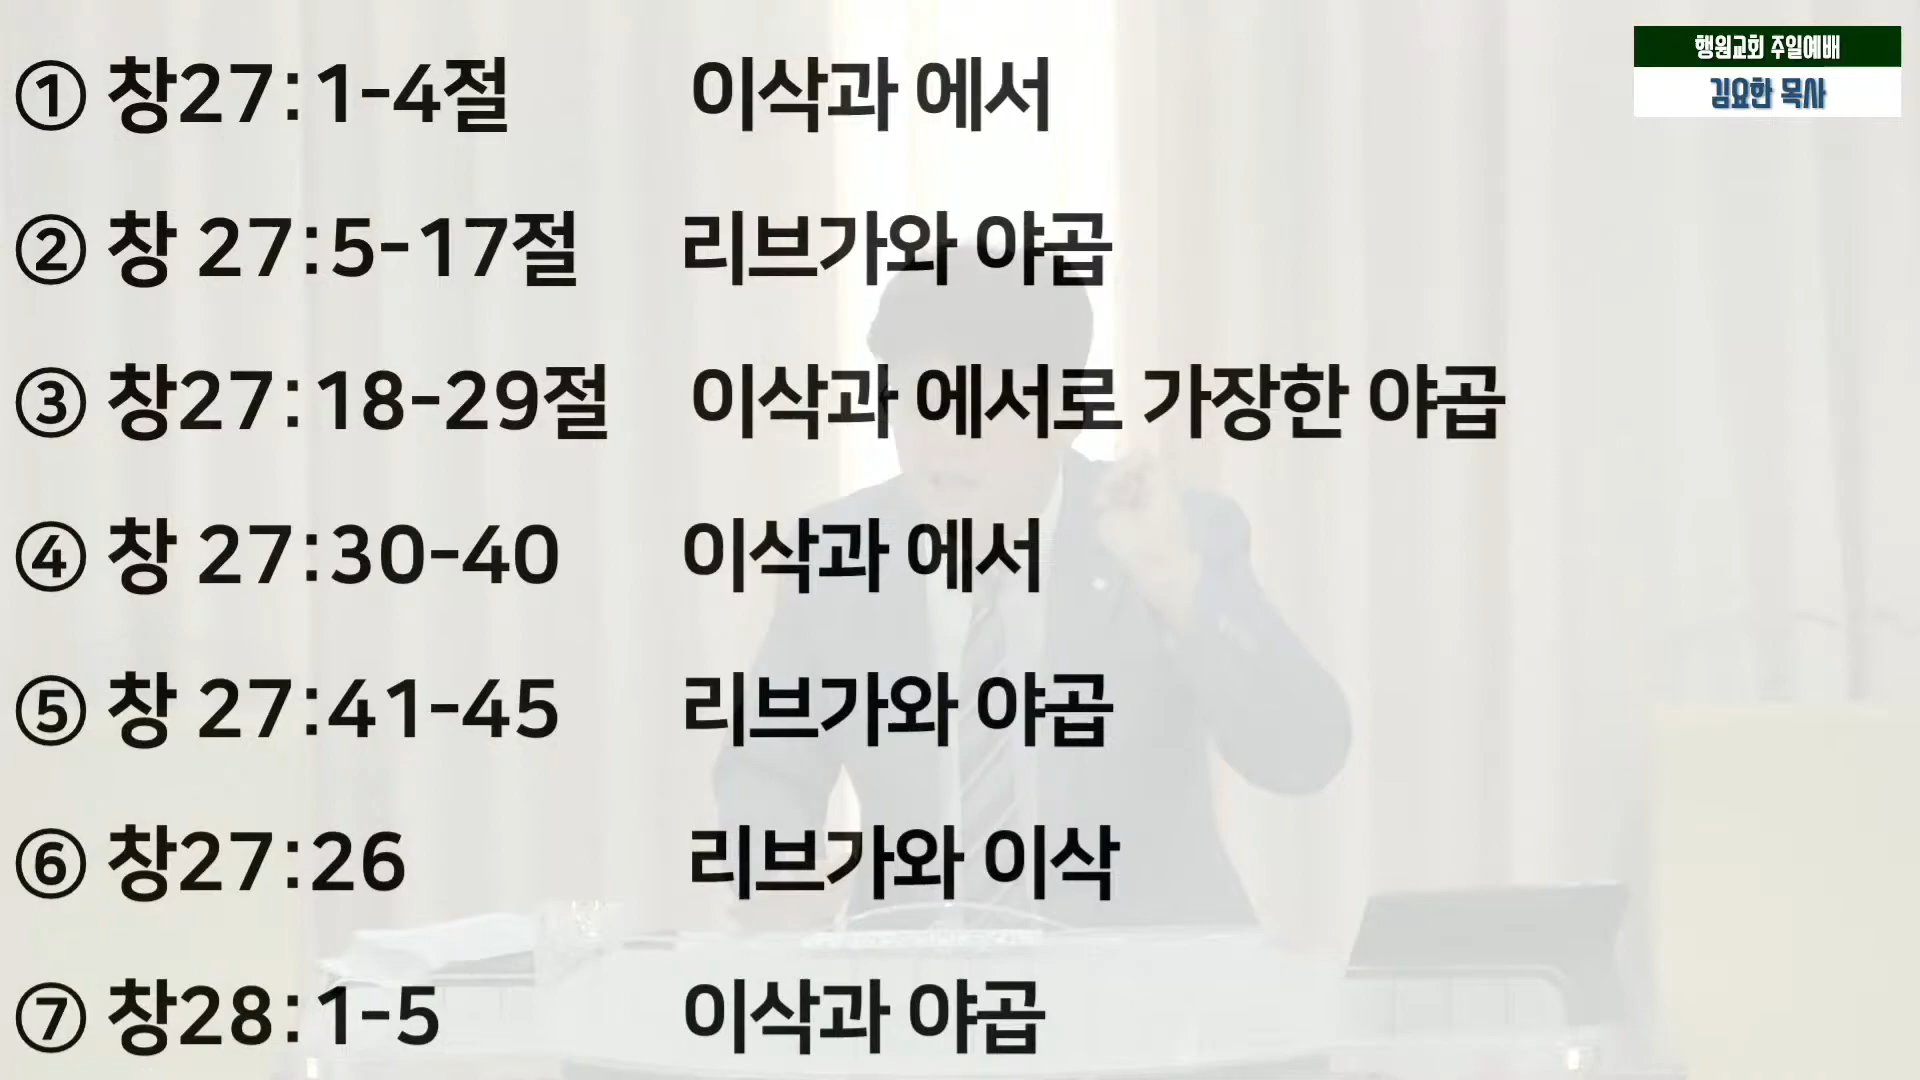 행원교회 주일예배
김요한 목사
① 창27:1-4절 이삭과 에서
② 창 27:5-17절 리브가와 야곱
③ 창27:18-29절 이삭과 에서로 가장한 야곱
④ 창 27:30-40 이삭과 에서
⑤ 창 27:41-45 리브가와 야곱
⑥ 창27:26 리브가와 이삭
⑦ 창28:1-5 이삭과 야곱